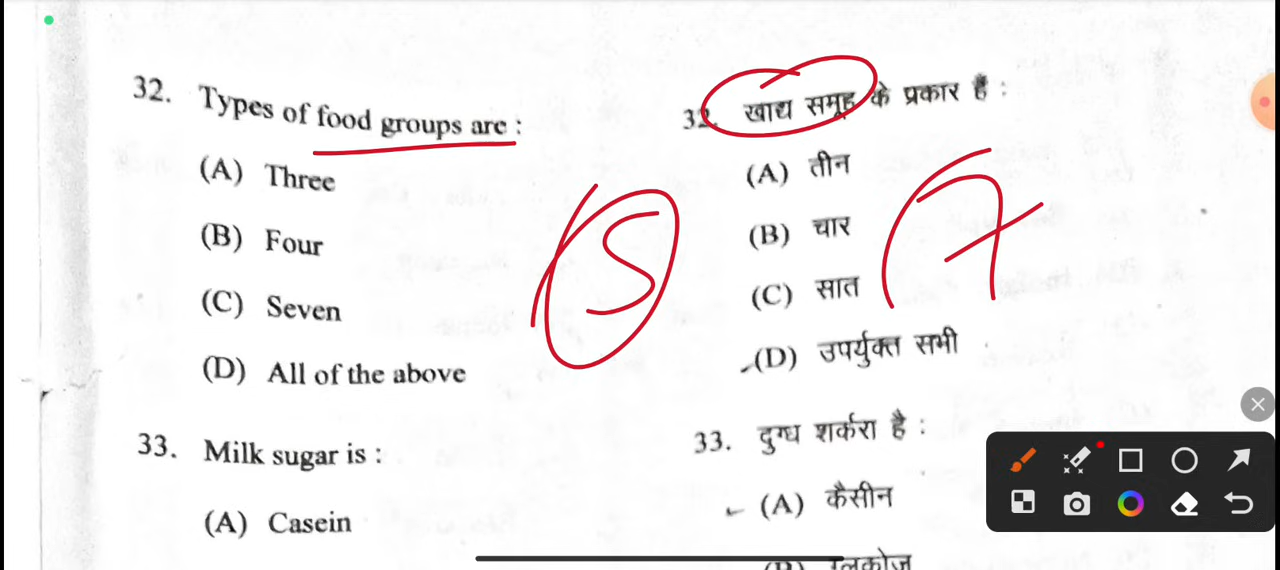 32. Types of food groups are :
(A) Three
(B) Four
(C) Seven
(D) All of the above
33. Milk sugar is :
(A) Casein
5
32. खाद्य समूह के प्रकार हैं :
(A) तीन
(B) चार
(C) सात
(D) उपर्युक्त सभी
7
33. दुग्ध शर्करा है :
(A) कैसीन
(B) ग्लूकोज